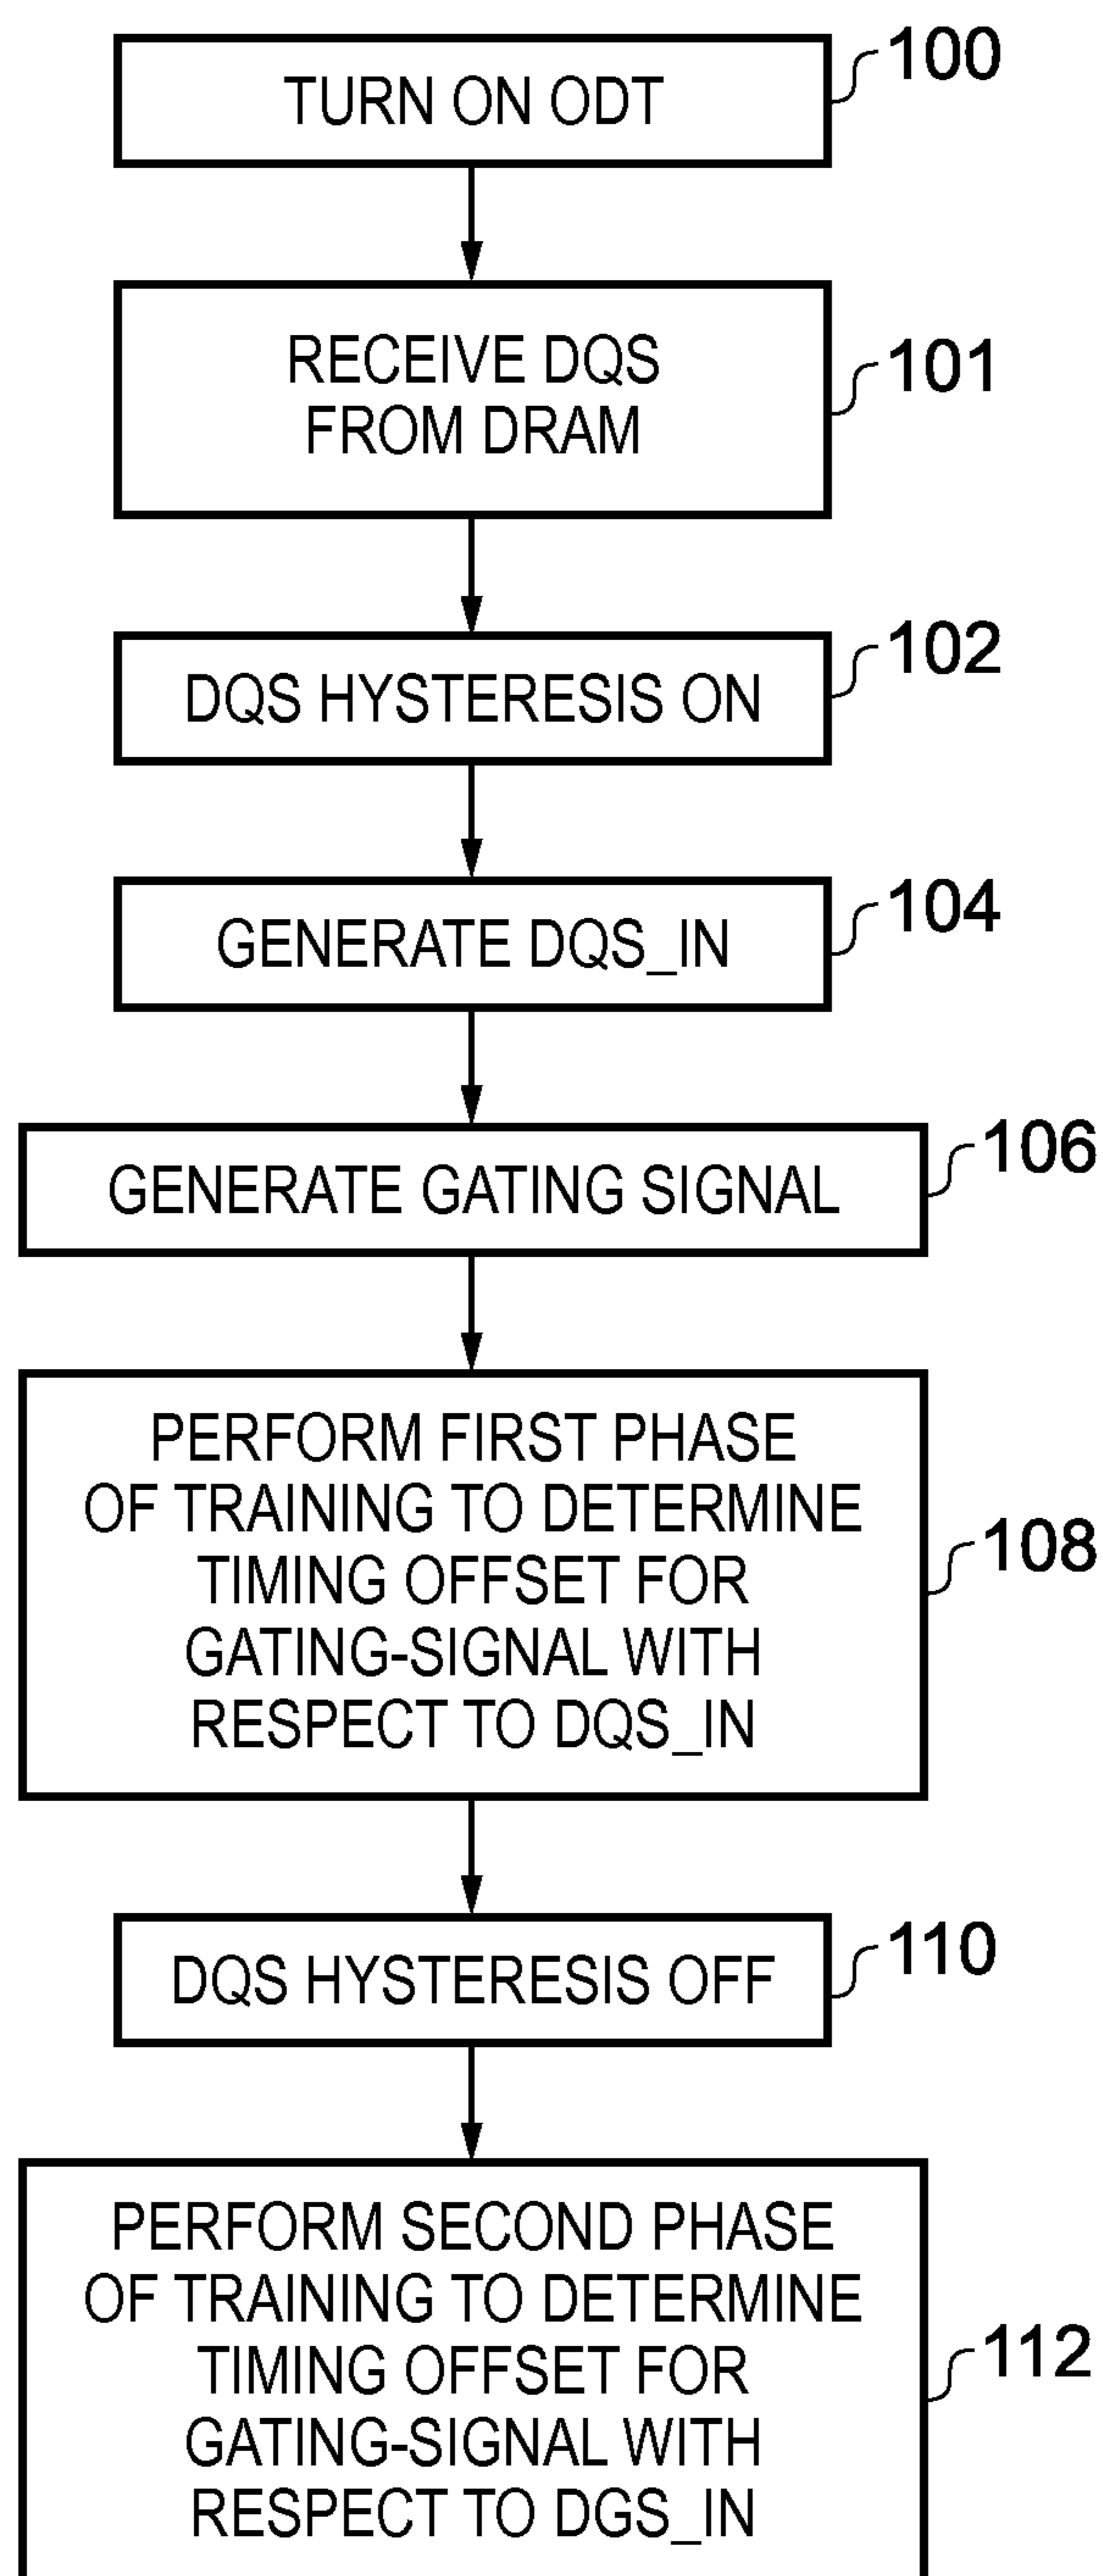 TURN ON ODT
100
RECEIVE DQS
FROM DRAM
101
DQS HYSTERESIS ON
102
GENERATE DQS_IN
104
GENERATE GATING SIGNAL
106
PERFORM FIRST PHASE
OF TRAINING TO DETERMINE
TIMING OFFSET FOR
GATING-SIGNAL WITH
RESPECT TO DQS_IN
108
DQS HYSTERESIS OFF
110
PERFORM SECOND PHASE
OF TRAINING TO DETERMINE
TIMING OFFSET FOR
GATING-SIGNAL WITH
RESPECT TO DGS_IN
112